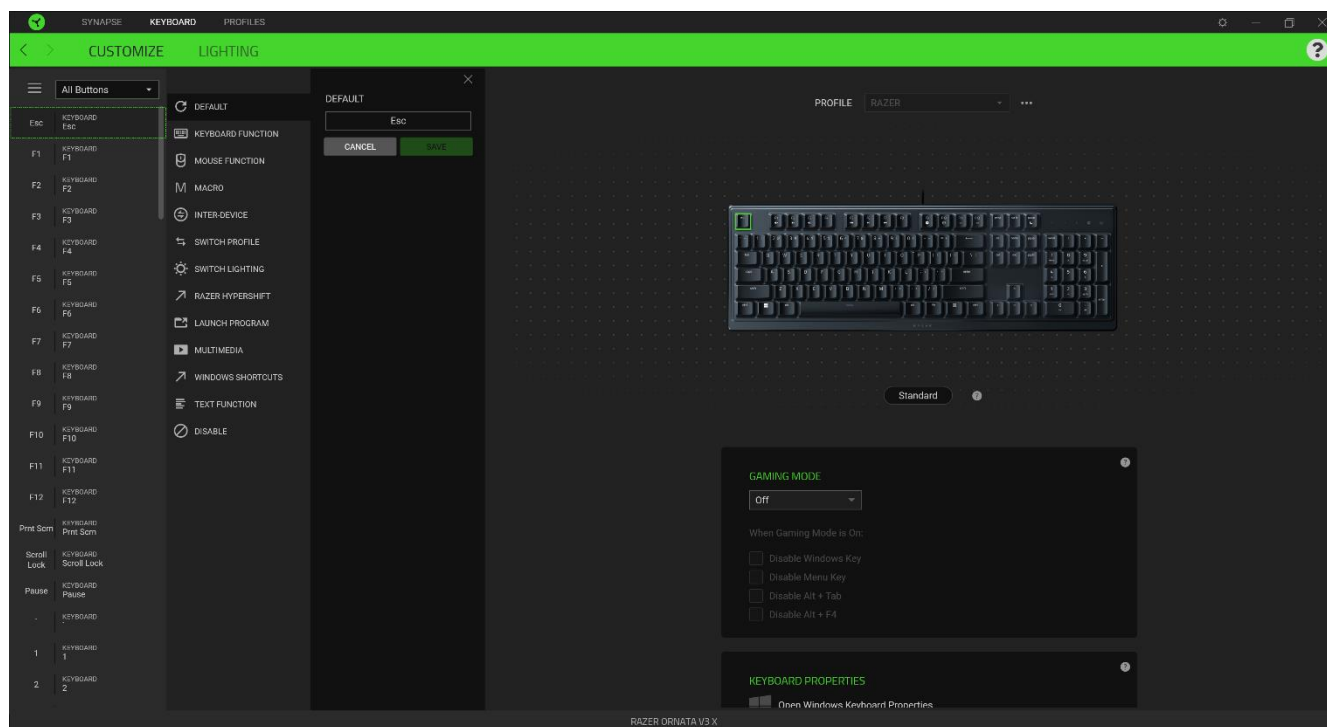 SYNAPSE KEYBOARD PROFILES
CUSTOMIZE LIGHTING
?
All Buttons
Esc KEYBOARD
Esc
F1 KEYBOARD
F1
F2 KEYBOARD
F2
F3 KEYBOARD
F3
F4 KEYBOARD
F4
F5 KEYBOARD
F5
F6 KEYBOARD
F6
F7 KEYBOARD
F7
F8 KEYBOARD
F8
F9 KEYBOARD
F9
F10 KEYBOARD
F10
F11 KEYBOARD
F11
F12 KEYBOARD
F12
Prnt Scrn KEYBOARD
Prnt Scrn
Scroll Lock KEYBOARD
Scroll Lock
Pause KEYBOARD
Pause
KEYBOARD
1 KEYBOARD
1
2 KEYBOARD
2
DEFAULT
KEYBOARD FUNCTION
MOUSE FUNCTION
MACRO
INTER-DEVICE
SWITCH PROFILE
SWITCH LIGHTING
RAZER HYPERSHIFT
LAUNCH PROGRAM
MULTIMEDIA
WINDOWS SHORTCUTS
TEXT FUNCTION
DISABLE
DEFAULT
Esc
CANCEL SAVE
PROFILE RAZER
Standard ?
GAMING MODE ?
Off
When Gaming Mode is On:
Disable Windows Key
Disable Menu Key
Disable Alt + Tab
Disable Alt + F4
KEYBOARD PROPERTIES ?
Open Windows Keyboard Properties
RAZER ORNATA V3 X